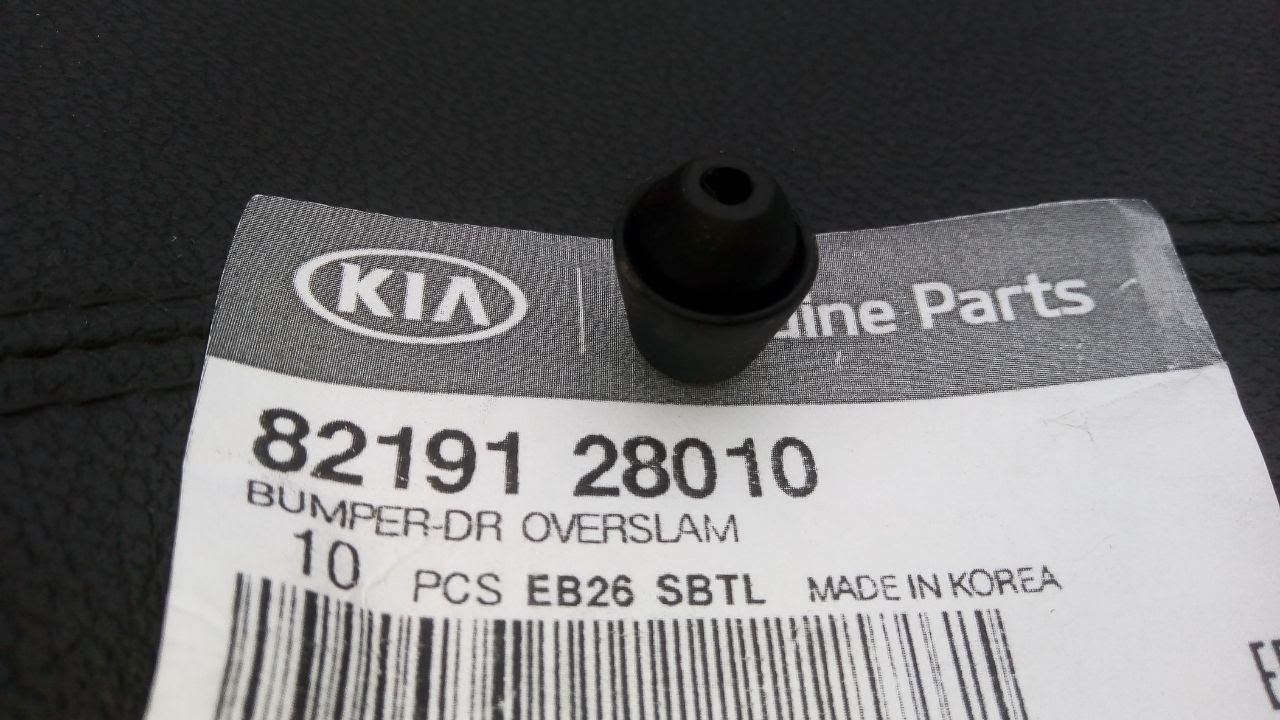 KIA | uine Parts
82191 28010
BUMPER-DR OVERSLAM
10 PCS EB26 SBTL MADE IN KOREA